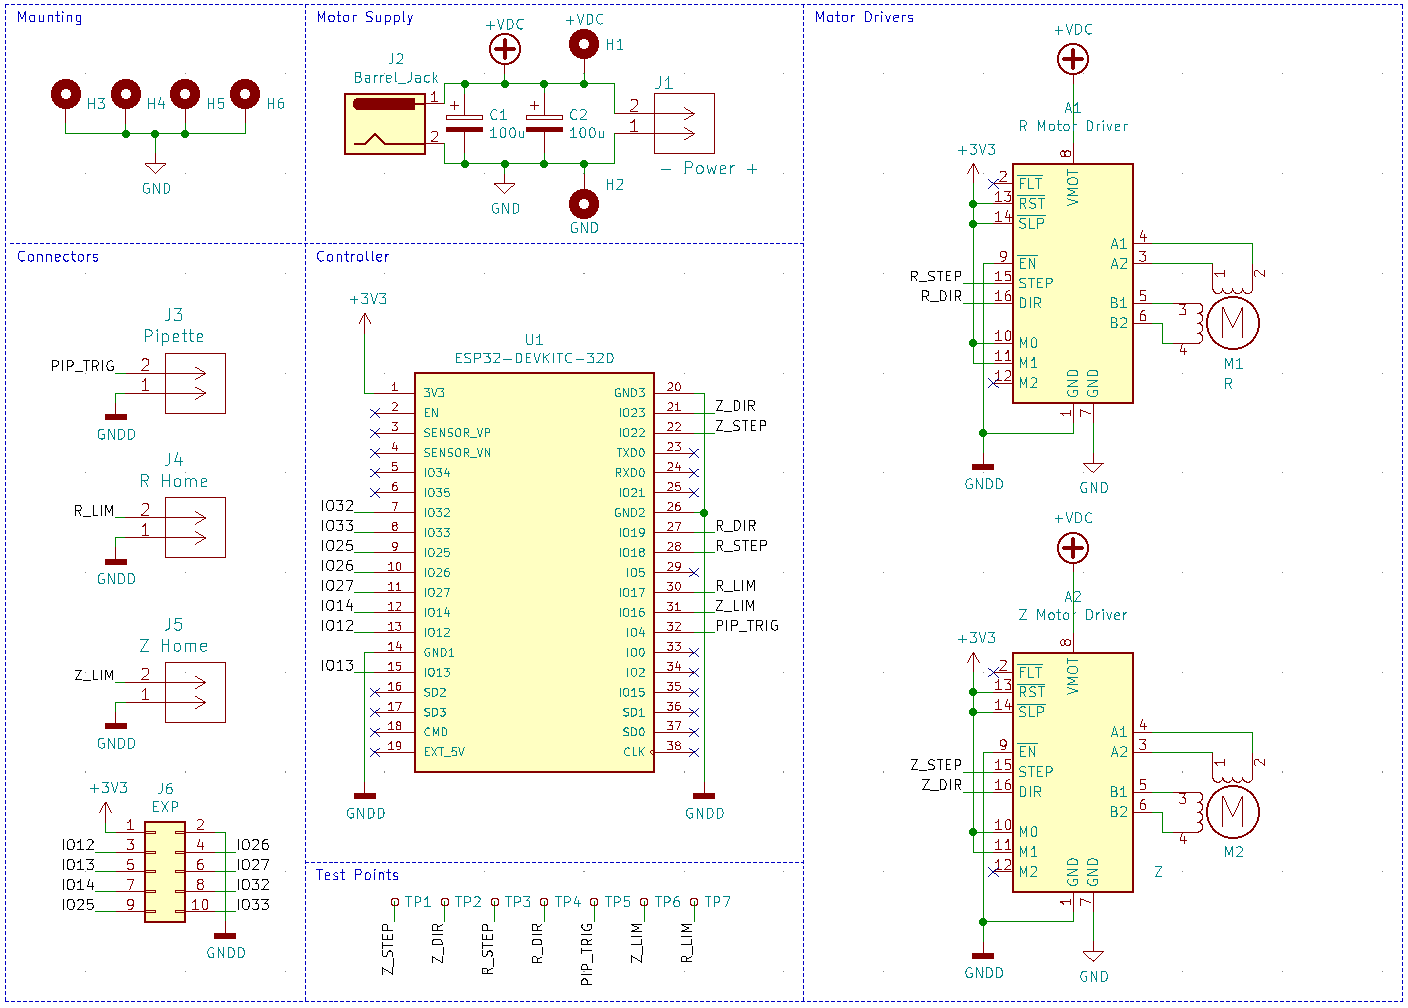 Mounting
H3
H4
H5
H6
GND
Motor Supply
+VDC
+VDC
H1
J2
Barrel_Jack
1
2
+
C1
100u
+
C2
100u
J1
2
1
- Power +
GND
H2
GND
Connectors
J3
Pipette
PIP_TRIG
2
1
GNDD
J4
R Home
R_LIM
2
1
GNDD
J5
Z Home
Z_LIM
2
1
GNDD
+3V3
J6
EXP
1
2
IO12
3
4
IO26
IO13
5
6
IO27
IO14
7
8
IO32
IO25
9
10
IO33
GNDD
Controller
+3V3
U1
ESP32-DEVKITC-32D
1 3V3
GND3 20
2 EN
IO23 21 Z_DIR
3 SENSOR_VP
IO22 22 Z_STEP
4 SENSOR_VN
TXD0 23
5 IO34
RXD0 24
6 IO35
IO21 25
IO32 7 IO32
GND2 26
IO33 8 IO33
IO19 27 R_DIR
IO25 9 IO25
IO18 28 R_STEP
IO26 10 IO26
IO5 29
IO27 11 IO27
IO17 30 R_LIM
IO14 12 IO14
IO16 31 Z_LIM
IO12 13 IO12
IO4 32 PIP_TRIG
14 GND1
IO0 33
IO13 15 IO13
IO2 34
16 SD2
IO15 35
17 SD3
SD1 36
18 CMD
SD0 37
19 EXT_5V
CLK 38
GNDD
GNDD
Test Points
TP1
TP2
TP3
TP4
TP5
TP6
TP7
Z_STEP
Z_DIR
R_STEP
R_DIR
PIP_TRIG
Z_LIM
R_LIM
Motor Drivers
+VDC
A1
R Motor Driver
+3V3
8
VMOT
2 FLT
13 RST
14 SLP
9 EN
R_STEP 15 STEP
R_DIR 16 DIR
10 M0
11 M1
12 M2
A1 4
A2 3
B1 5
B2 6
1
2
3
4
M
M1
R
GND
GND
1
7
GNDD
GND
+VDC
A2
Z Motor Driver
+3V3
8
VMOT
2 FLT
13 RST
14 SLP
9 EN
Z_STEP 15 STEP
Z_DIR 16 DIR
10 M0
11 M1
12 M2
A1 4
A2 3
B1 5
B2 6
1
2
3
4
M
M2
Z
GND
GND
1
7
GNDD
GND